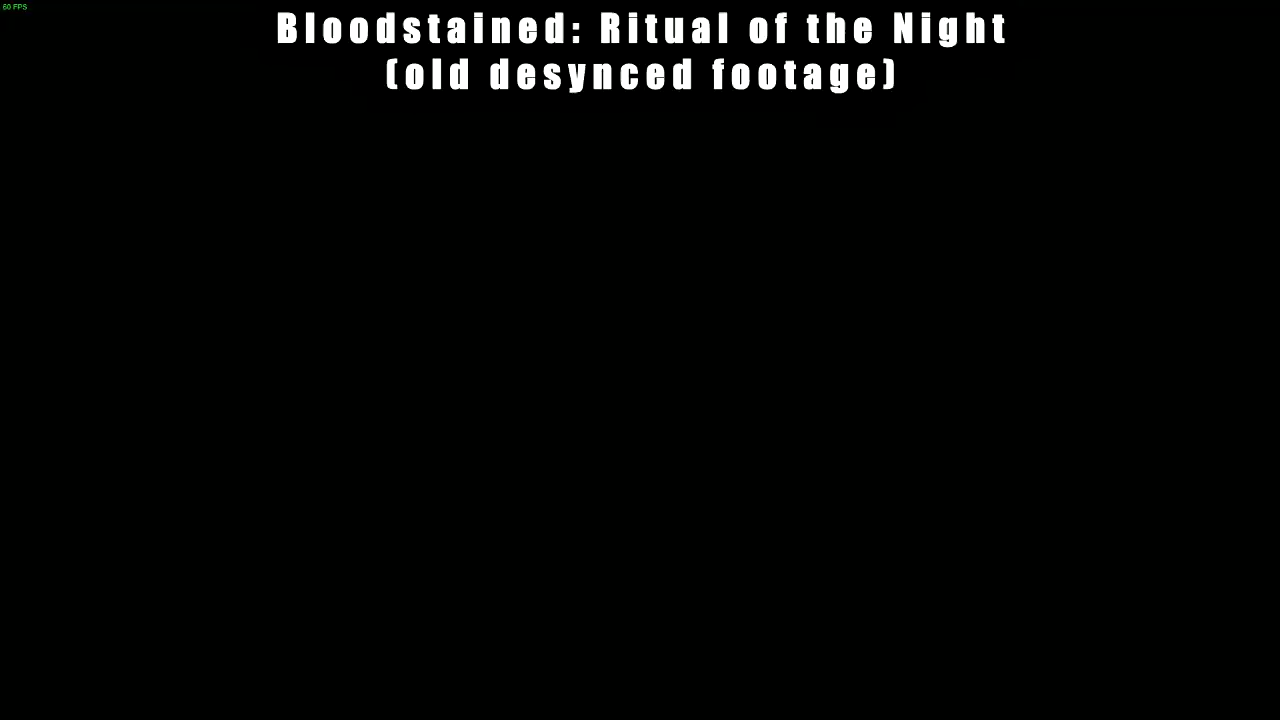 60 FPS
Bloodstained: Ritual of the Night
(old desynced footage)